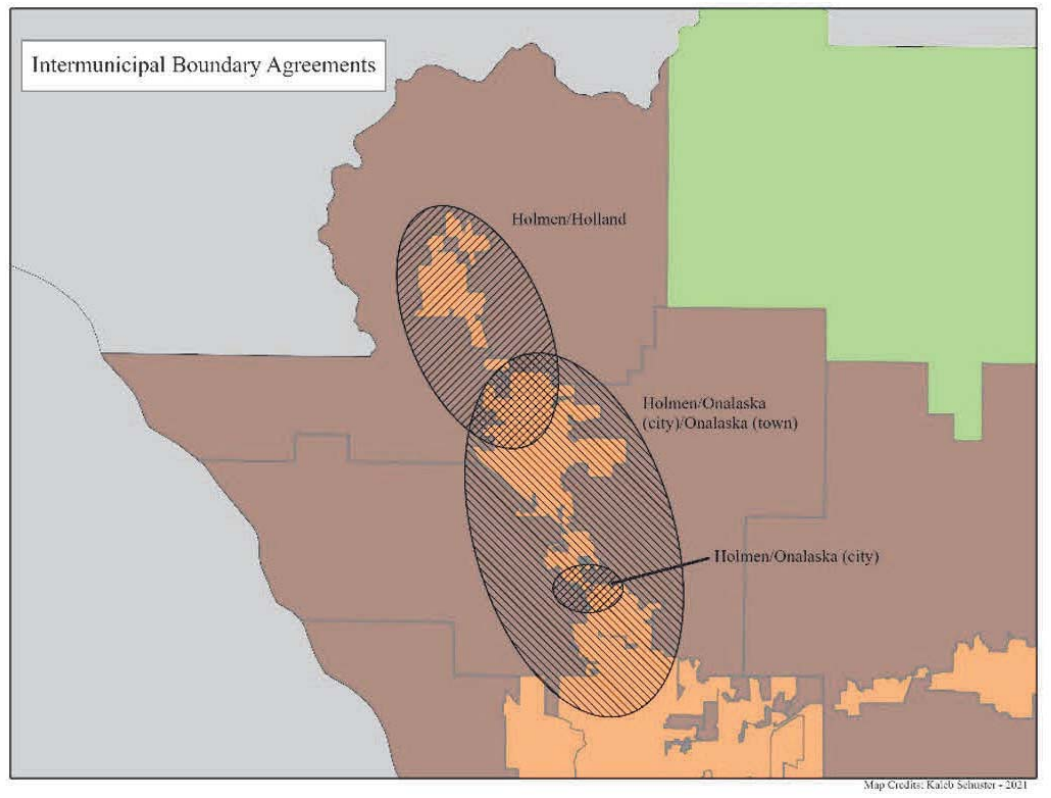 Intermunicipal Boundary Agreements
Holmen/Holland
Holmen/Onalaska
(city)/Onalaska (town)
Holmen/Onalaska (city)
Map Credits: Kaleb Schuster - 2021